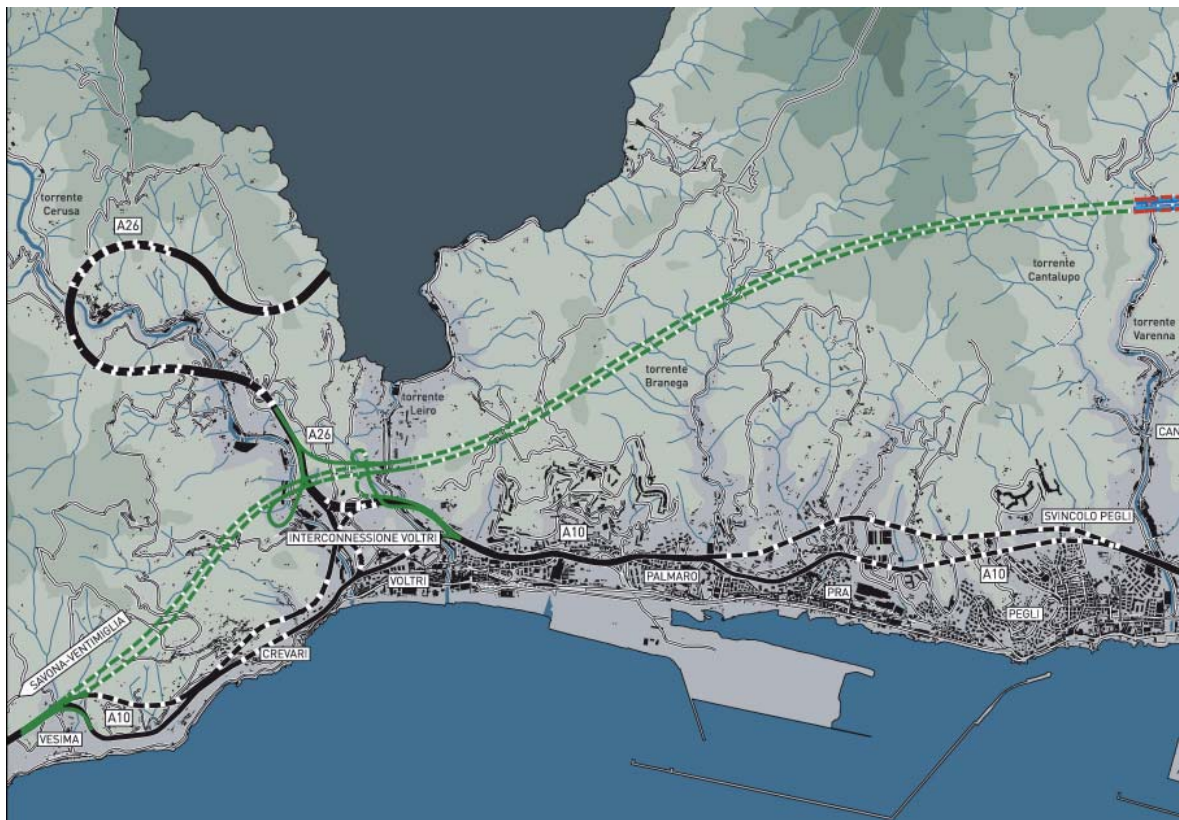 torrente
Cerusa
A26
torrente
Cantalupo
torrente
Varenna
torrente
Branega
torrente
Leiro
A26
CAN
SVINCOLO PEGLI
INTERCONNESSIONE VOLTRI
A10
VOLTRI
PALMARO
A10
PRA
PEGLI
SAVONA-VENTIMIGLIA
CREVARI
A10
VESIMA